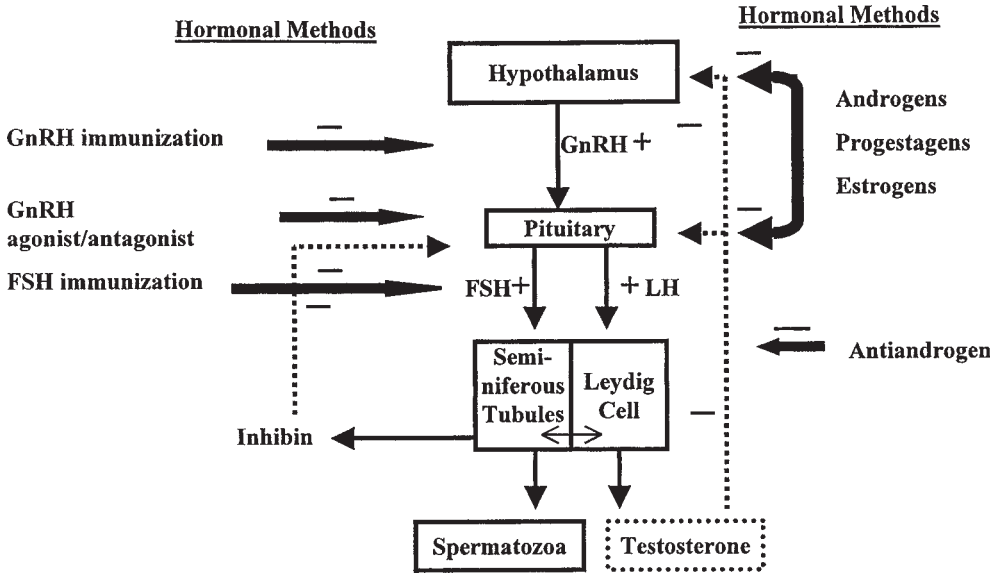 Hormonal Methods
Hormonal Methods
Hypothalamus
Androgens
Progestagens
Estrogens
GnRH immunization
GnRH +
GnRH
agonist/antagonist
Pituitary
FSH immunization
FSH+
+ LH
Semi-
niferous
Tubules
Leydig
Cell
Antiandrogen
Inhibin
Spermatozoa
Testosterone